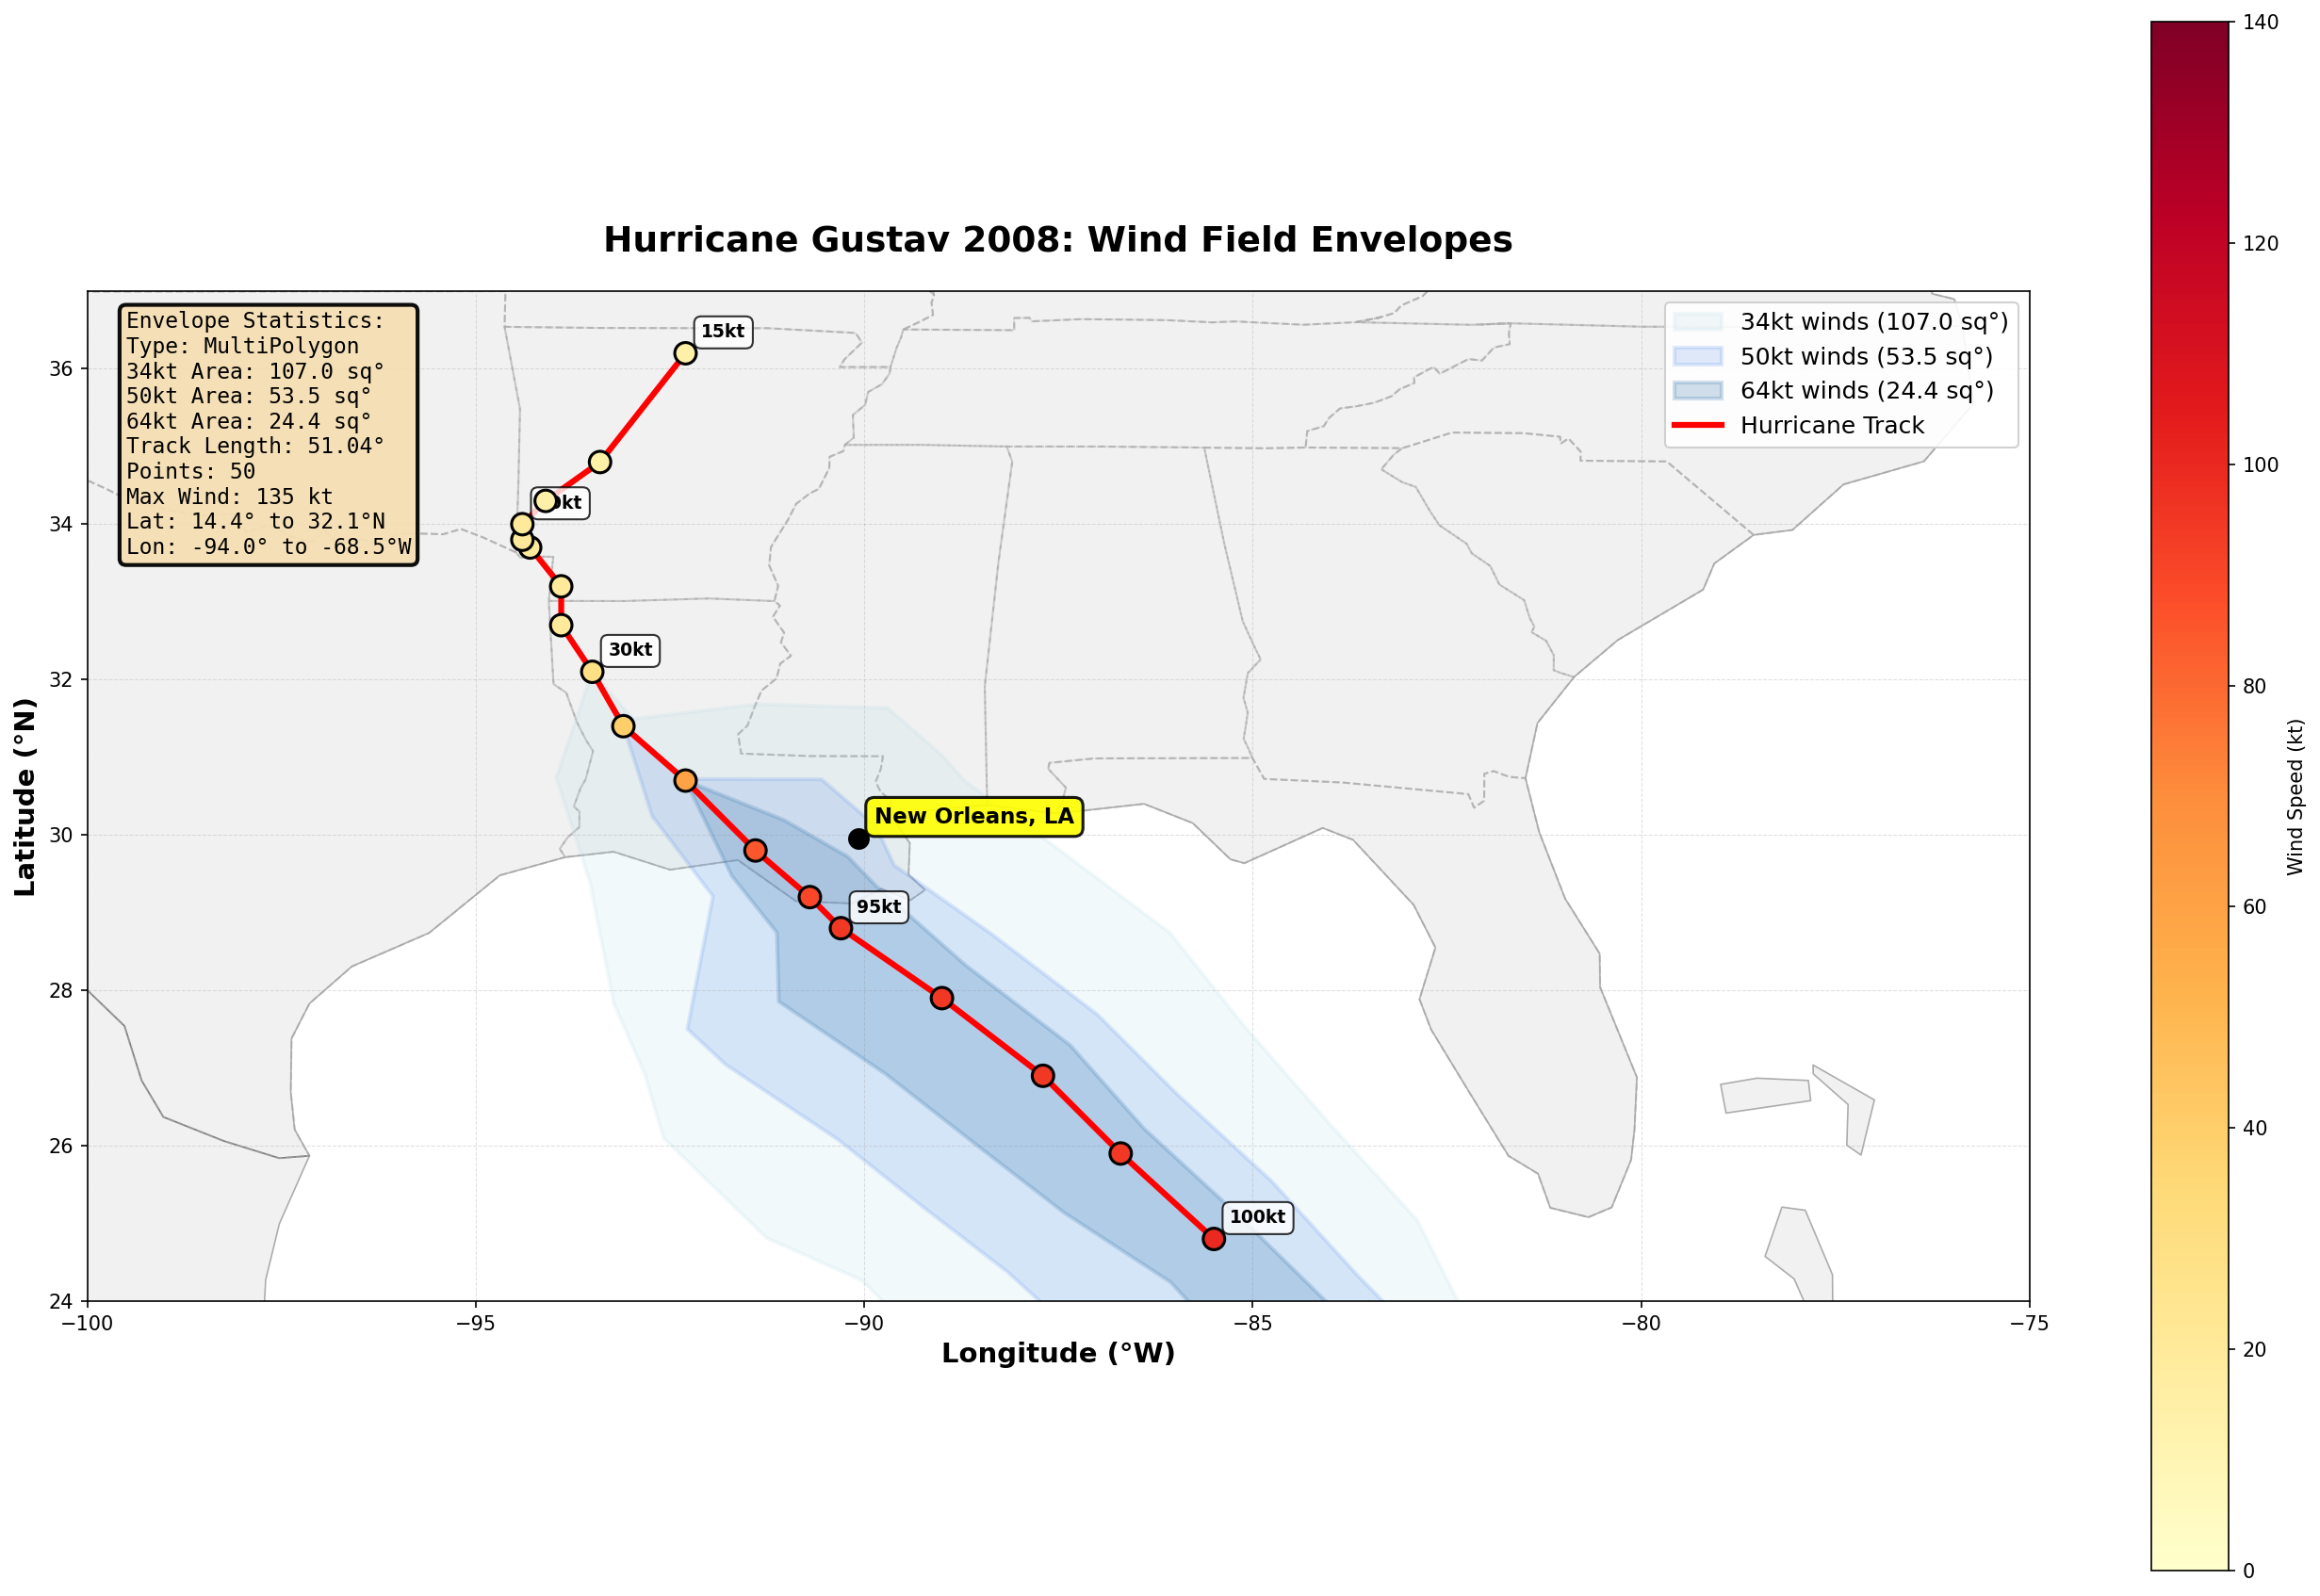 Hurricane Gustav 2008: Wind Field Envelopes
Envelope Statistics:
Type: MultiPolygon
34kt Area: 107.0 sq°
50kt Area: 53.5 sq°
64kt Area: 24.4 sq°
Track Length: 51.04°
Points: 50
Max Wind: 135 kt
Lat: 14.4° to 32.1°N
Lon: -94.0° to -68.5°W
34kt winds (107.0 sq°)
50kt winds (53.5 sq°)
64kt winds (24.4 sq°)
Hurricane Track
15kt
30kt
New Orleans, LA
95kt
100kt
36
34
32
30
28
26
24
Latitude (°N)
−100
−95
−90
−85
−80
−75
Longitude (°W)
140
120
100
80
60
40
20
0
Wind Speed (kt)